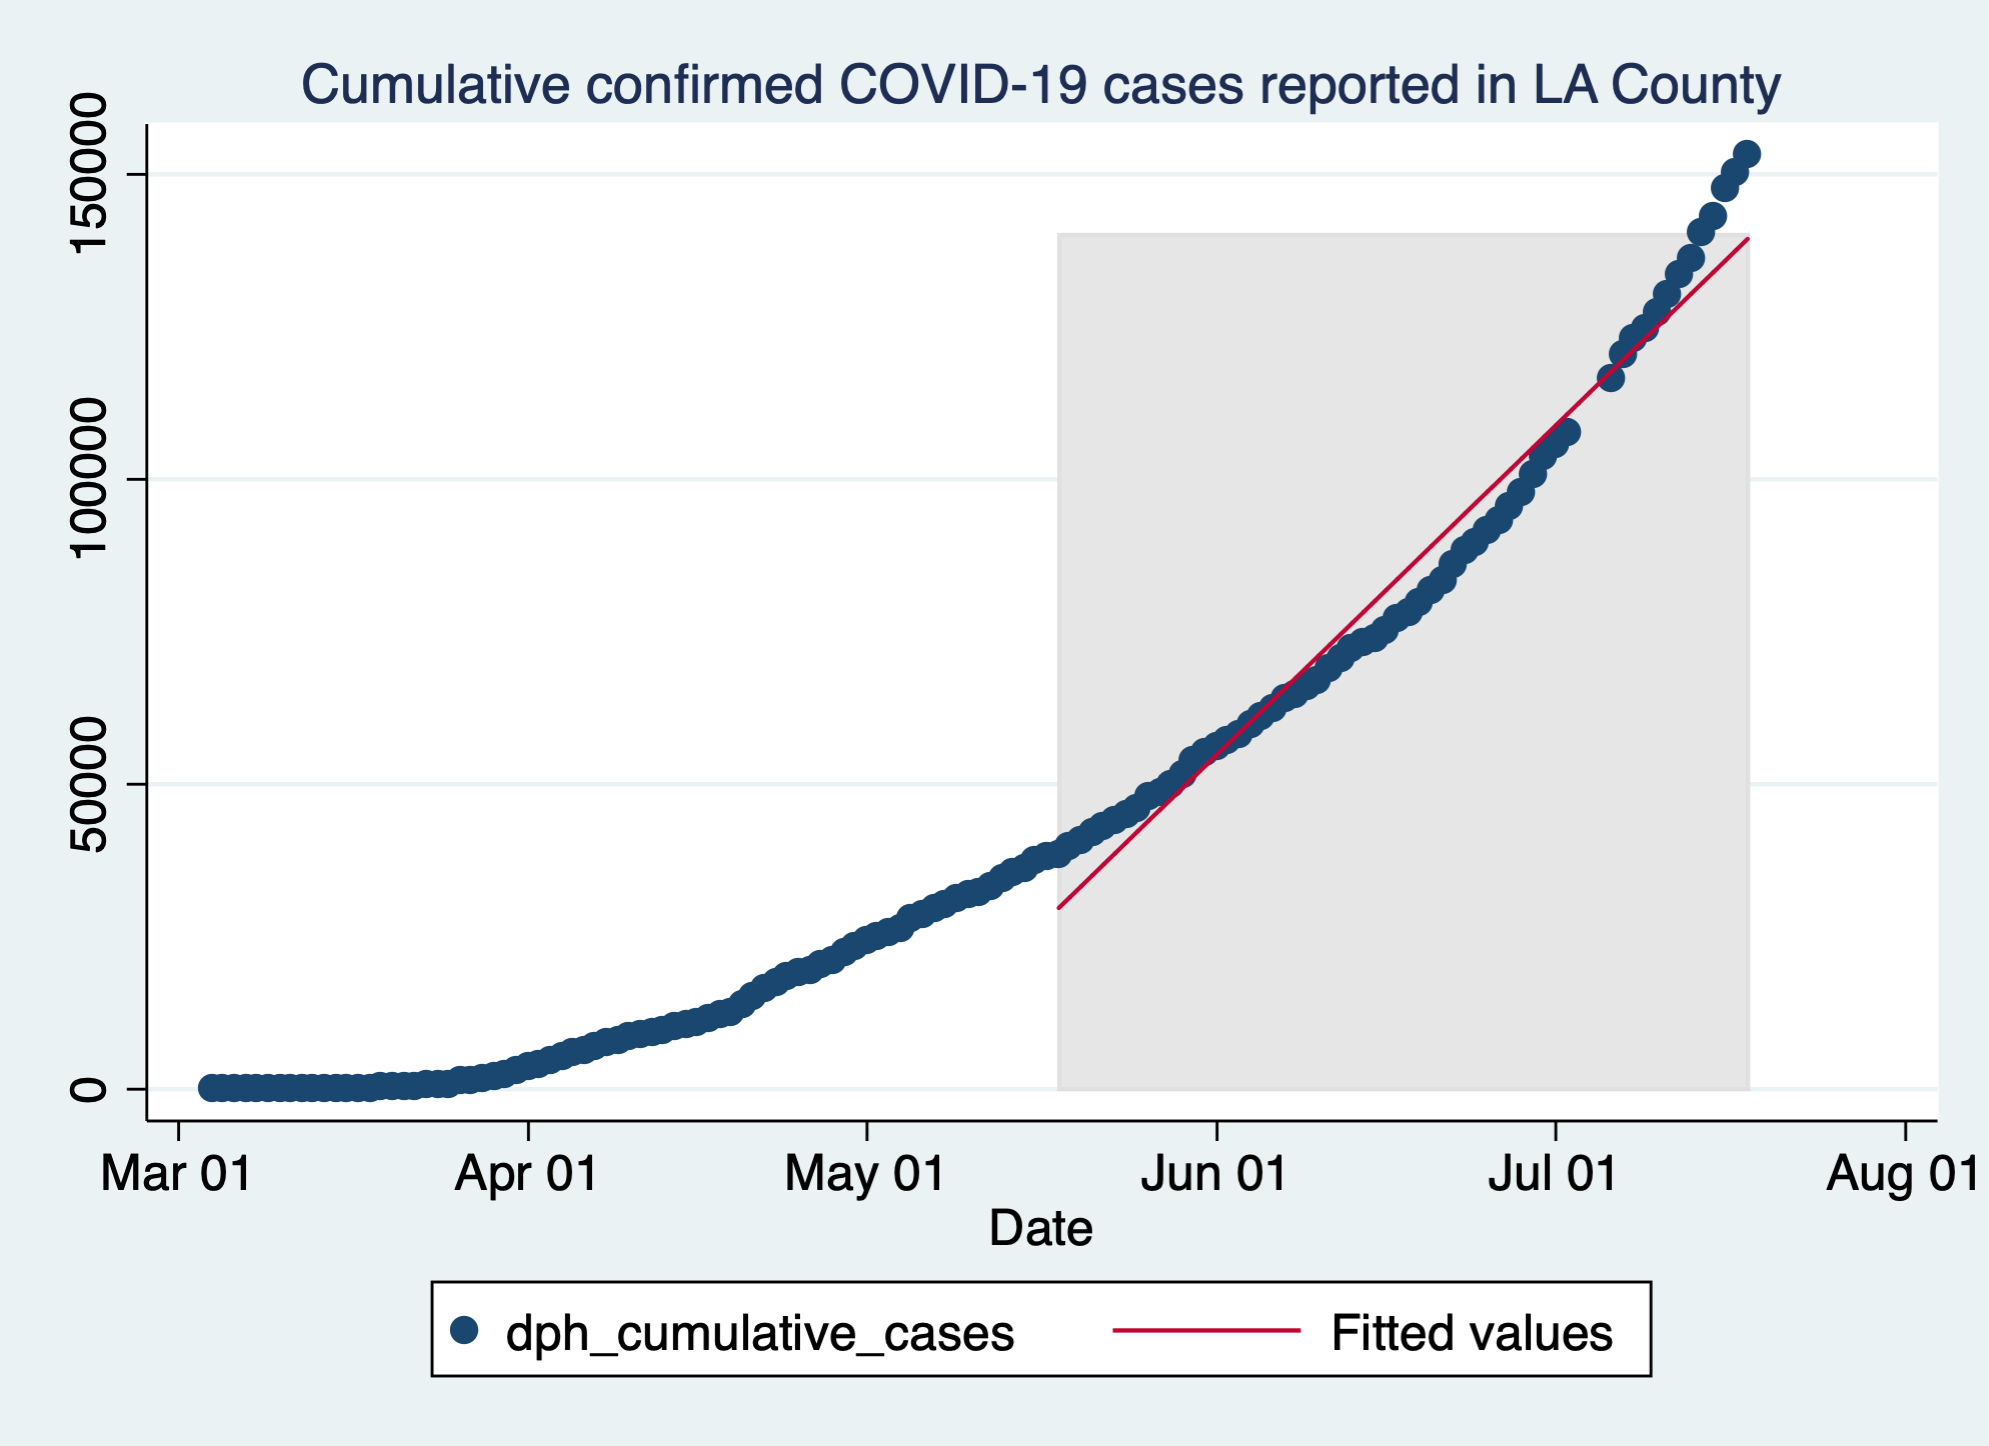 Cumulative confirmed COVID-19 cases reported in LA County
150000
100000
50000
0
Mar 01 Apr 01 May 01 Jun 01 Jul 01 Aug 01
Date
dph_cumulative_cases Fitted values